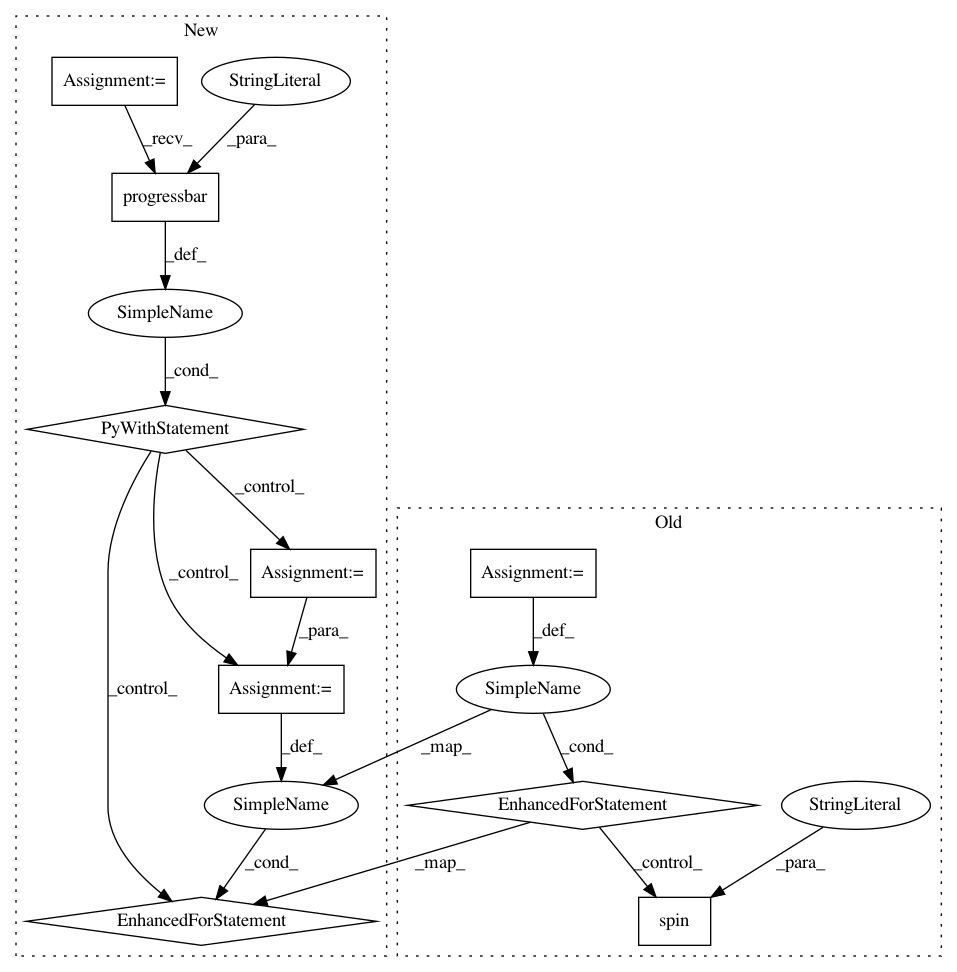 New
Assignment:=
StringLiteral
_recv_
_para_
progressbar
_def_
SimpleName
_cond_
PyWithStatement
_control_
Old
Assignment:=
Assignment:=
_control_
_para_
_def_
_control_
Assignment:=
SimpleName
_def_
_map_
_cond_
SimpleName
EnhancedForStatement
StringLiteral
_cond_
_map_
_control_
_para_
EnhancedForStatement
spin